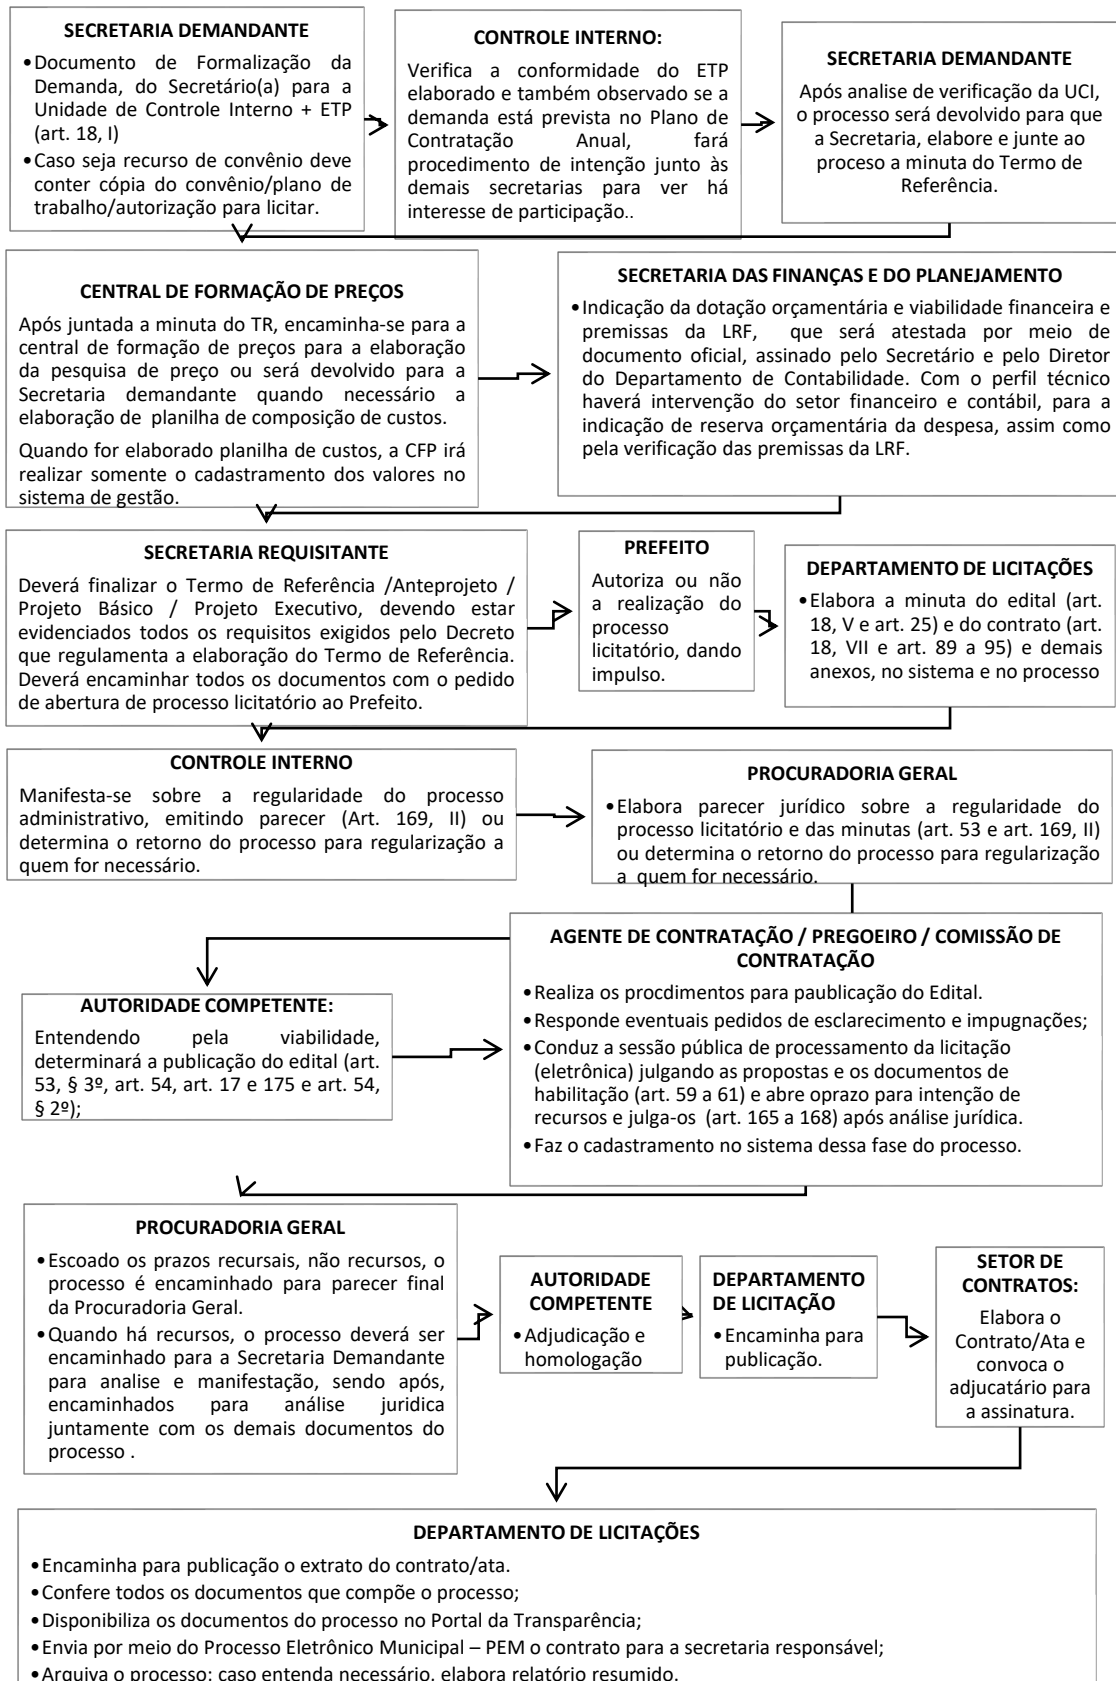 SECRETARIA DEMANDANTE
•Documento de Formalização da
Demanda, do Secretário(a) para a
Unidade de Controle Interno + ETP
(art. 18, I)
•Caso seja recurso de convênio deve
conter cópia do convênio/plano de
trabalho/autorização para licitar.
CONTROLE INTERNO:
Verifica a conformidade do ETP
elaborado e também observado se a
demanda está prevista no Plano de
Contratação Anual, fará
procedimento de intenção junto às
demais secretarias para ver há
interesse de participação..
SECRETARIA DEMANDANTE
Após analise de verificação da UCI,
o processo será devolvido para que
a Secretaria, elabore e junte ao
proceso a minuta do Termo de
Referência.
CENTRAL DE FORMAÇÃO DE PREÇOS
Após juntada a minuta do TR, encaminha-se para a
central de formação de preços para a elaboração
da pesquisa de preço ou será devolvido para a
Secretaria demandante quando necessário a
elaboração de planilha de composição de custos.
Quando for elaborado planilha de custos, a CFP irá
realizar somente o cadastramento dos valores no
sistema de gestão.
SECRETARIA DAS FINANÇAS E DO PLANEJAMENTO
•Indicação da dotação orçamentária e viabilidade financeira e
premissas da LRF, que será atestada por meio de
documento oficial, assinado pelo Secretário e pelo Diretor
do Departamento de Contabilidade. Com o perfil técnico
haverá intervenção do setor financeiro e contábil, para a
indicação de reserva orçamentária da despesa, assim como
pela verificação das premissas da LRF.
SECRETARIA REQUISITANTE
Deverá finalizar o Termo de Referência /Anteprojeto /
Projeto Básico / Projeto Executivo, devendo estar
evidenciados todos os requisitos exigidos pelo Decreto
que regulamenta a elaboração do Termo de Referência.
Deverá encaminhar todos os documentos com o pedido
de abertura de processo licitatório ao Prefeito.
PREFEITO
Autoriza ou não
a realização do
processo
licitatório, dando
impulso.
DEPARTAMENTO DE LICITAÇÕES
•Elabora a minuta do edital (art.
18, V e art. 25) e do contrato (art.
18, VII e art. 89 a 95) e demais
anexos, no sistema e no processo
CONTROLE INTERNO
Manifesta-se sobre a regularidade do processo
administrativo, emitindo parecer (Art. 169, II) ou
determina o retorno do processo para regularização a
quem for necessário.
PROCURADORIA GERAL
•Elabora parecer jurídico sobre a regularidade do
processo licitatório e das minutas (art. 53 e art. 169, II)
ou determina o retorno do processo para regularização
a quem for necessário.
AUTORIDADE COMPETENTE:
Entendendo pela viabilidade,
determinará a publicação do edital (art.
53, § 3º, art. 54, art. 17 e 175 e art. 54,
§ 2º);
AGENTE DE CONTRATAÇÃO / PREGOEIRO / COMISSÃO DE
CONTRATAÇÃO
•Realiza os procdimentos para paublicação do Edital.
•Responde eventuais pedidos de esclarecimento e impugnações;
•Conduz a sessão pública de processamento da licitação
(eletrônica) julgando as propostas e os documentos de
habilitação (art. 59 a 61) e abre oprazo para intenção de
recursos e julga-os (art. 165 a 168) após análise jurídica.
•Faz o cadastramento no sistema dessa fase do processo.
PROCURADORIA GERAL
•Escoado os prazos recursais, não recursos, o
processo é encaminhado para parecer final
da Procuradoria Geral.
•Quando há recursos, o processo deverá ser
encaminhado para a Secretaria Demandante
para analise e manifestação, sendo após,
encaminhados para análise juridica
juntamente com os demais documentos do
processo .
AUTORIDADE
COMPETENTE
•Adjudicação e
homologação
DEPARTAMENTO
DE LICITAÇÃO
•Encaminha para
publicação.
SETOR DE
CONTRATOS:
Elabora o
Contrato/Ata e
convoca o
adjucatário para
a assinatura.
DEPARTAMENTO DE LICITAÇÕES
•Encaminha para publicação o extrato do contrato/ata.
•Confere todos os documentos que compõe o processo;
•Disponibiliza os documentos do processo no Portal da Transparência;
•Envia por meio do Processo Eletrônico Municipal – PEM o contrato para a secretaria responsável;
•Arquiva o processo; caso entenda necessário, elabora relatório resumido.